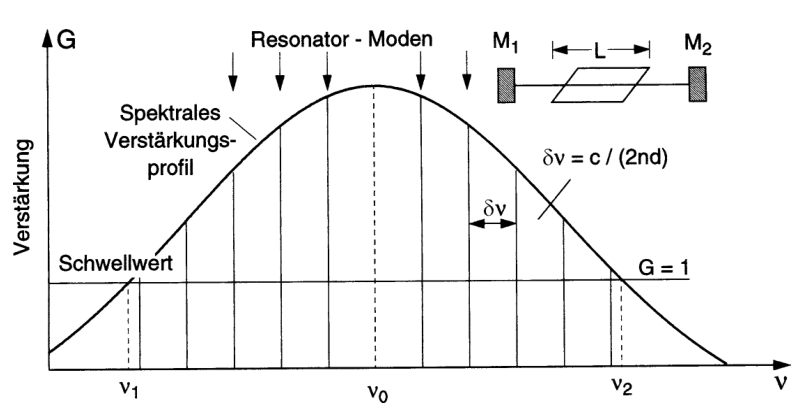 G
Resonator - Moden
M1
M2
L
Spektrales
Verstärkungs-
profil
δν = c / (2nd)
δν
Verstärkung
Schwellwert
G = 1
ν1
ν0
ν2
ν